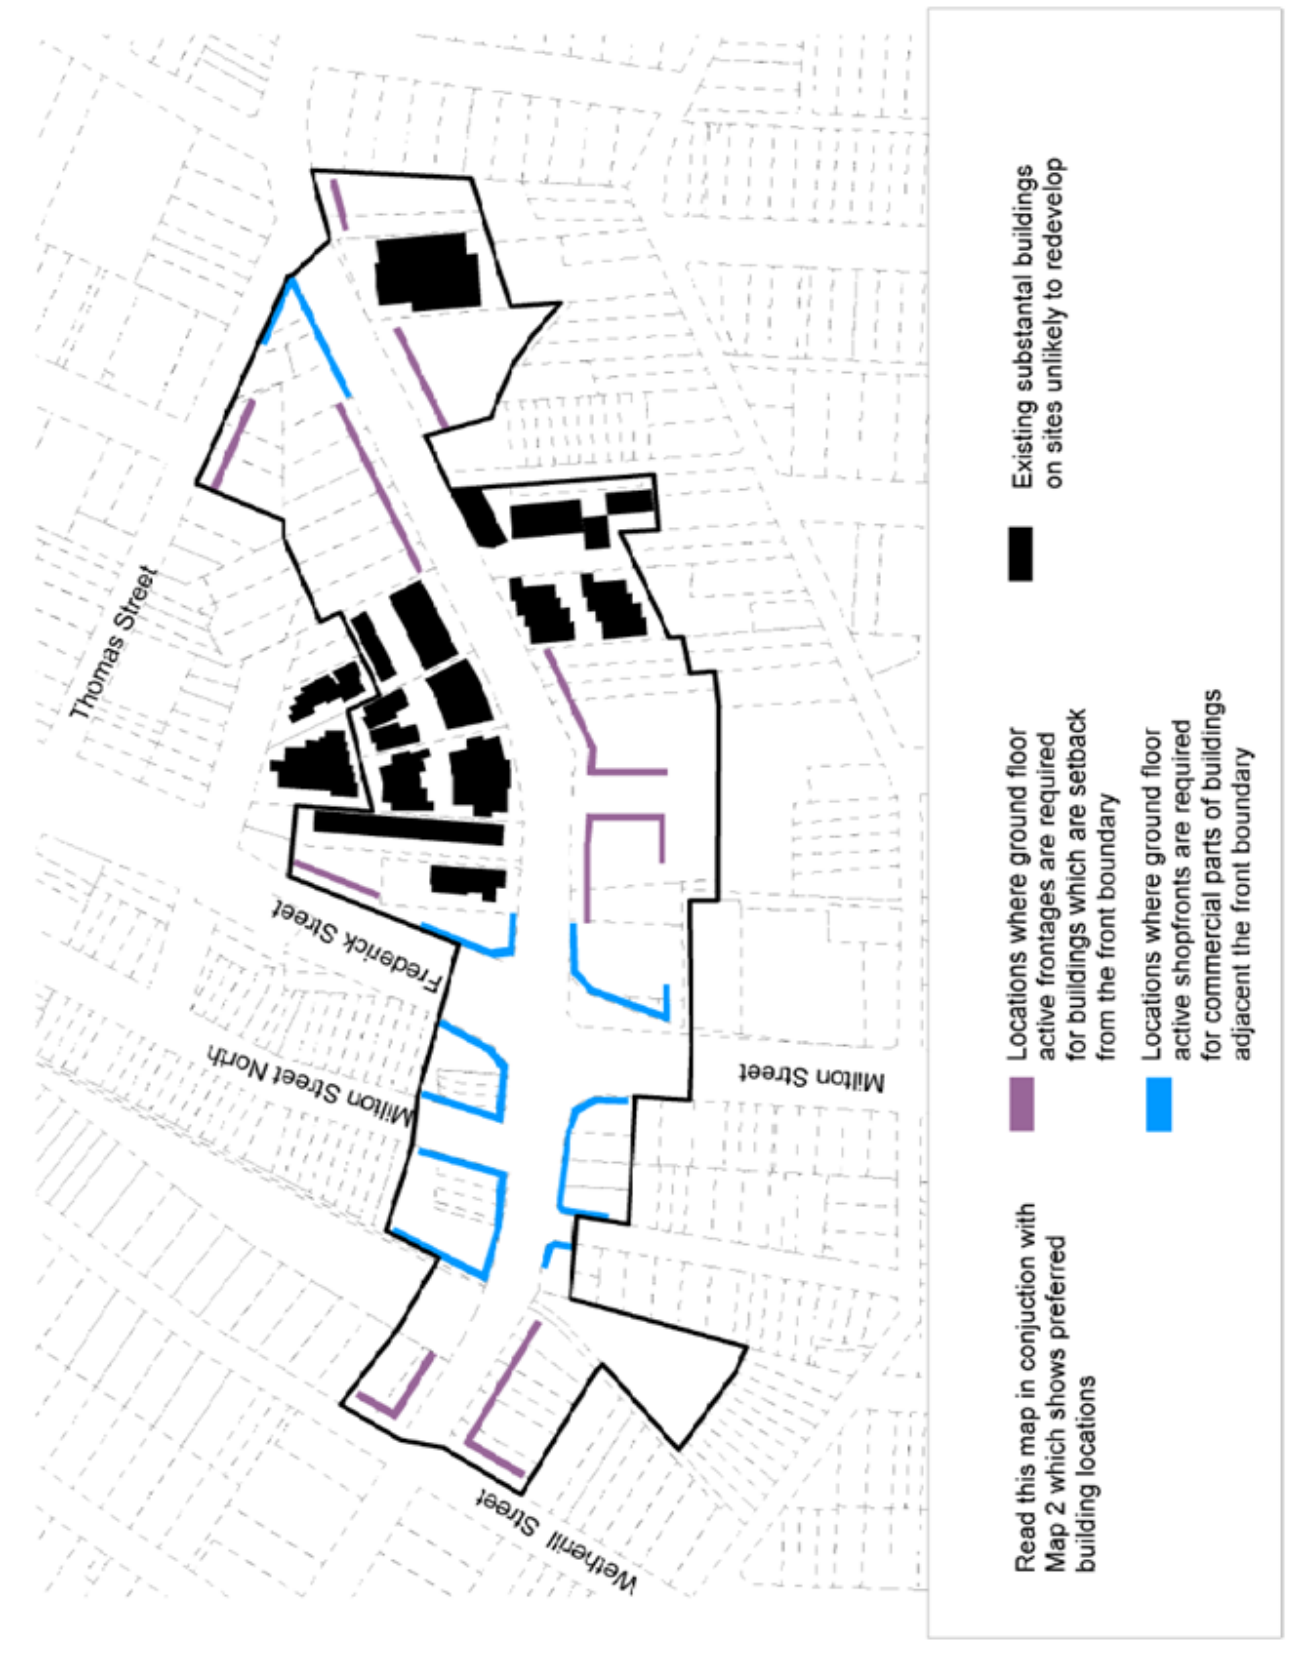 Thomas Street
Frederick Street
Milton Street North
Milton Street
Wetherill Street
Read this map in conjuction with
Map 2 which shows preferred
building locations
Locations where ground floor
active frontages are required
for buildings which are setback
from the front boundary
Locations where ground floor
active shopfronts are required
for commercial parts of buildings
adjacent the front boundary
Existing substantal buildings
on sites unlikely to redevelop